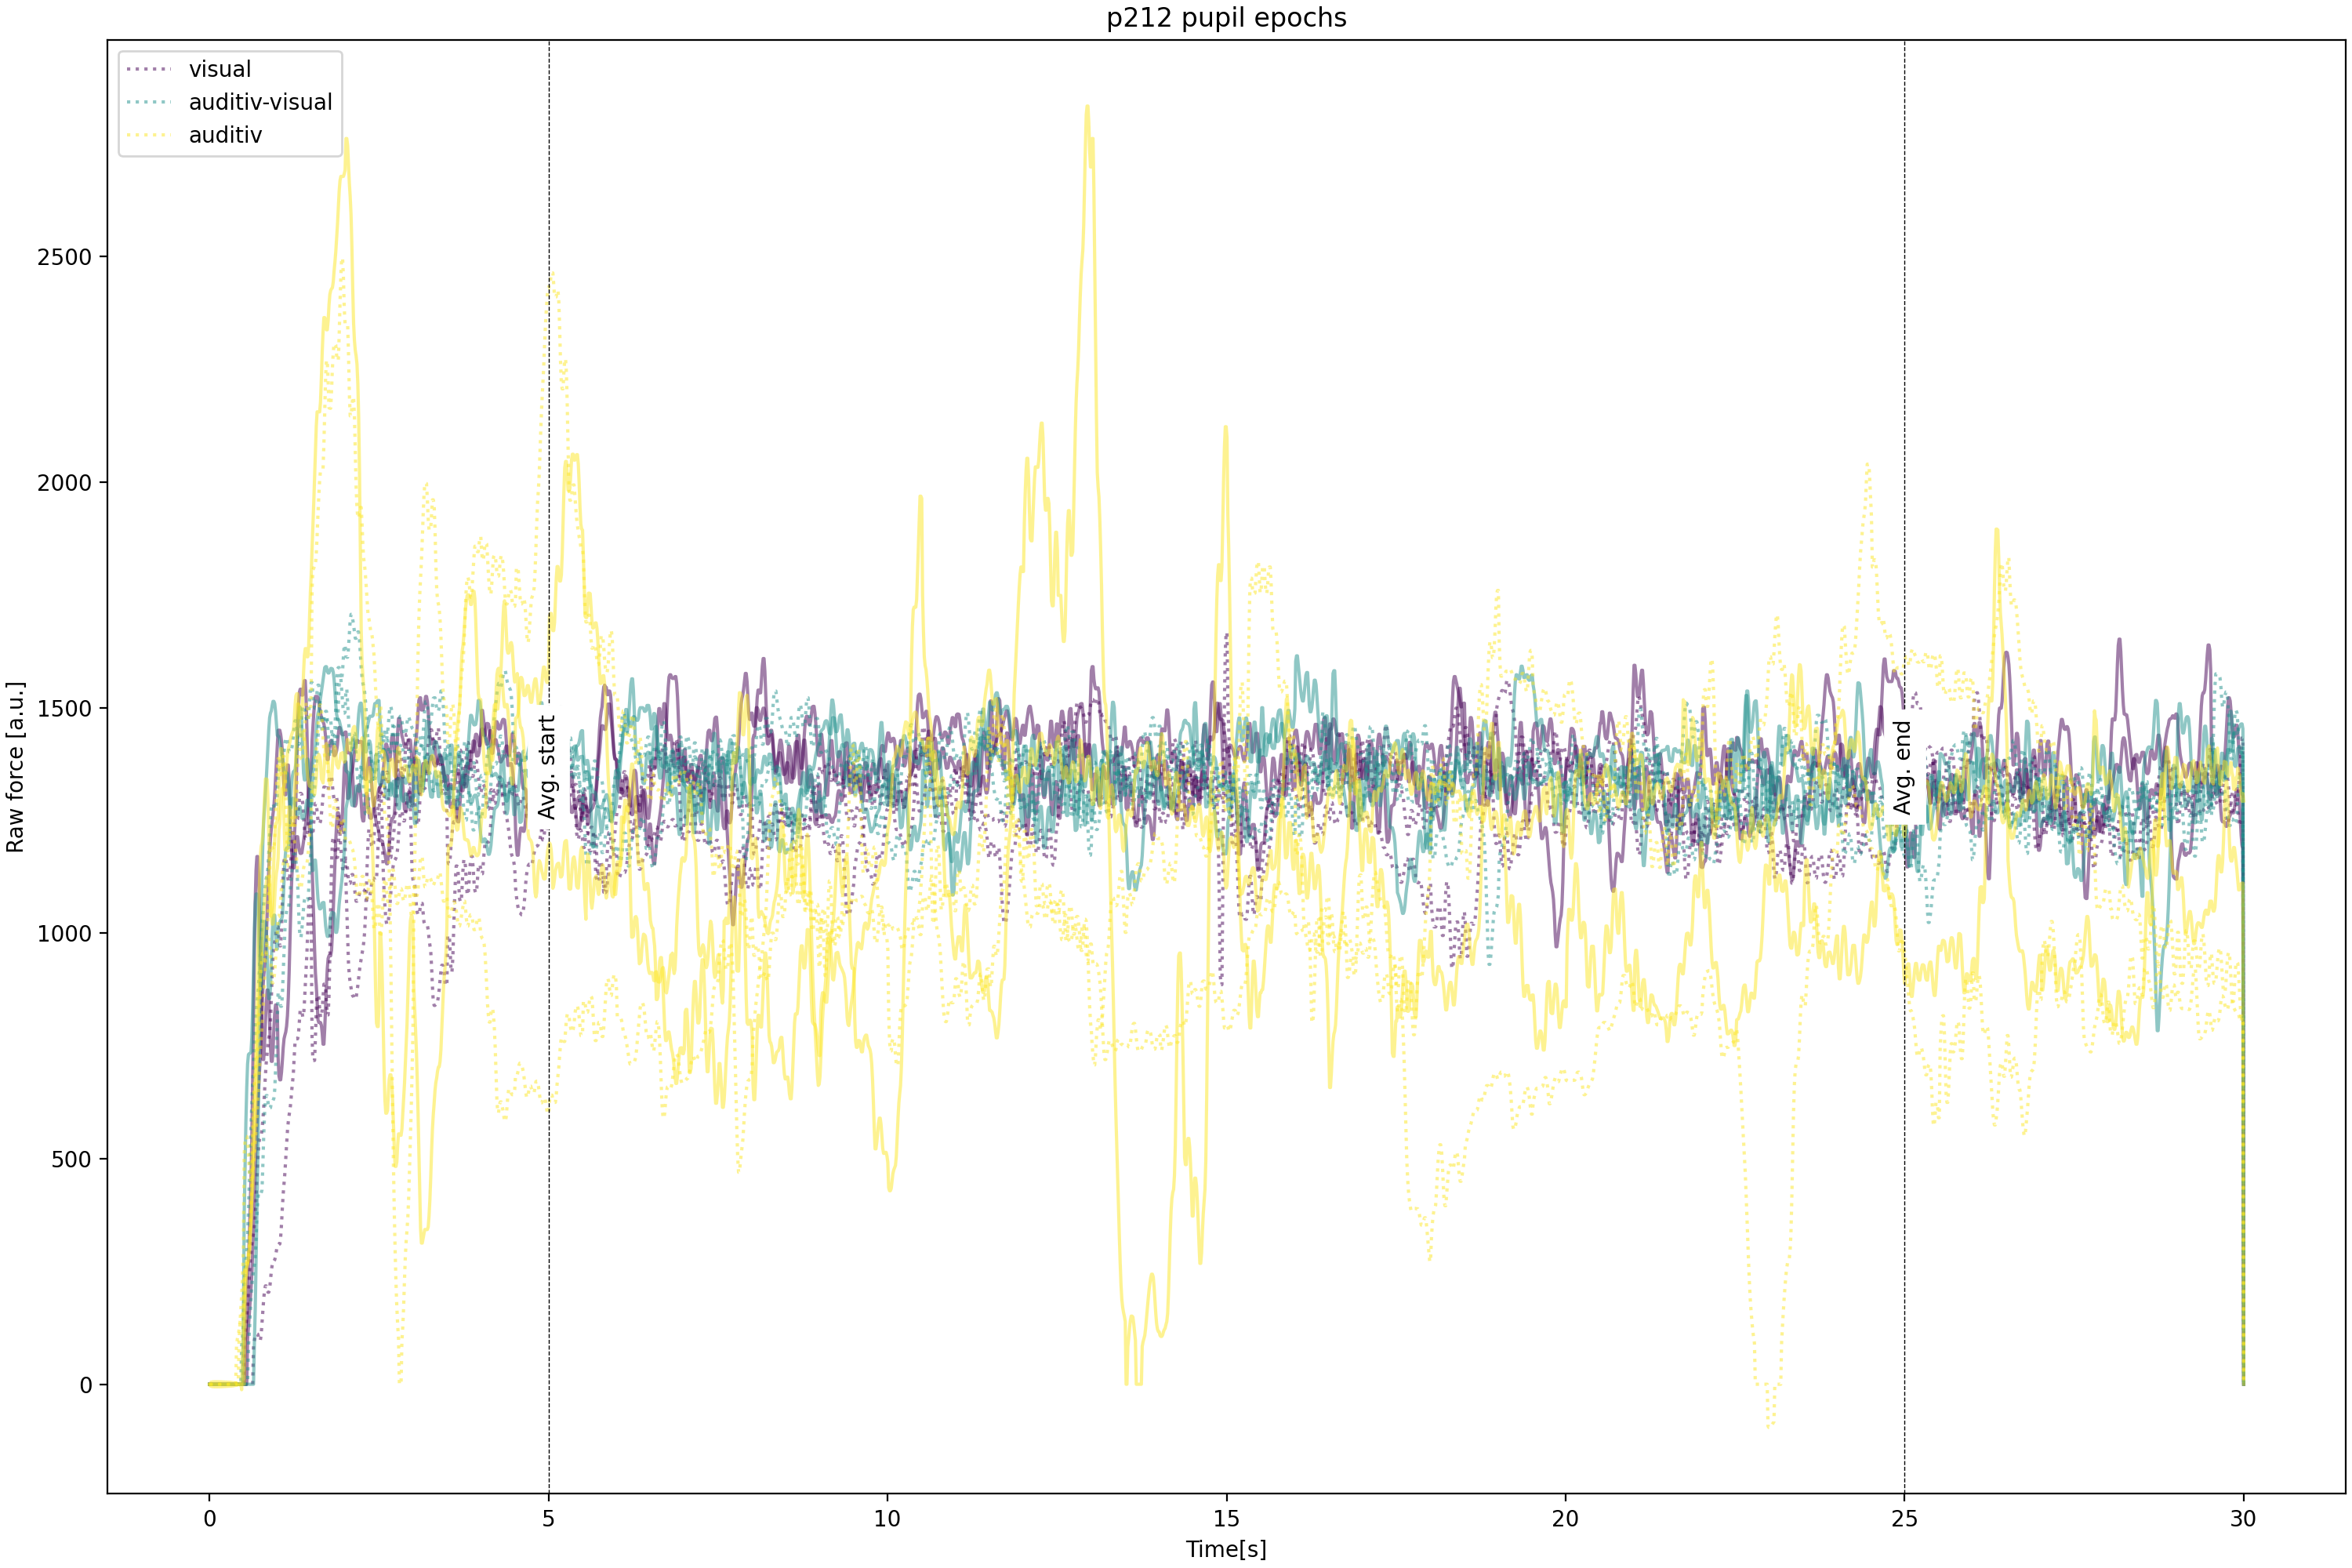 p212 pupil epochs
visual
auditiv-visual
auditiv
Raw force [a.u.]
2500
2000
1500
1000
500
0
Avg. start
Avg. end
0
5
10
15
20
25
30
Time[s]